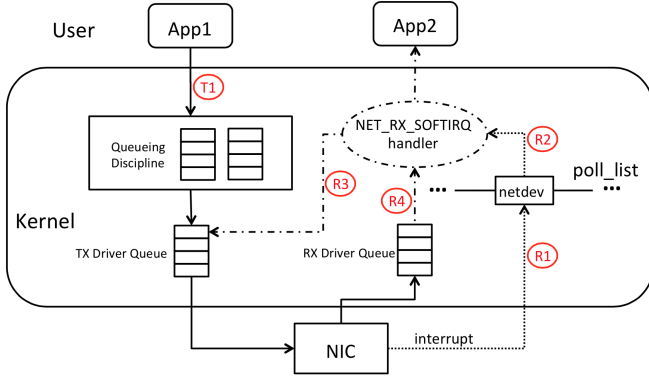 User
App1
App2
T1
Queueing
Discipline
NET_RX_SOFTIRQ
handler
R2
poll_list
R3
R4
...
netdev
...
Kernel
TX Driver Queue
RX Driver Queue
R1
NIC
interrupt